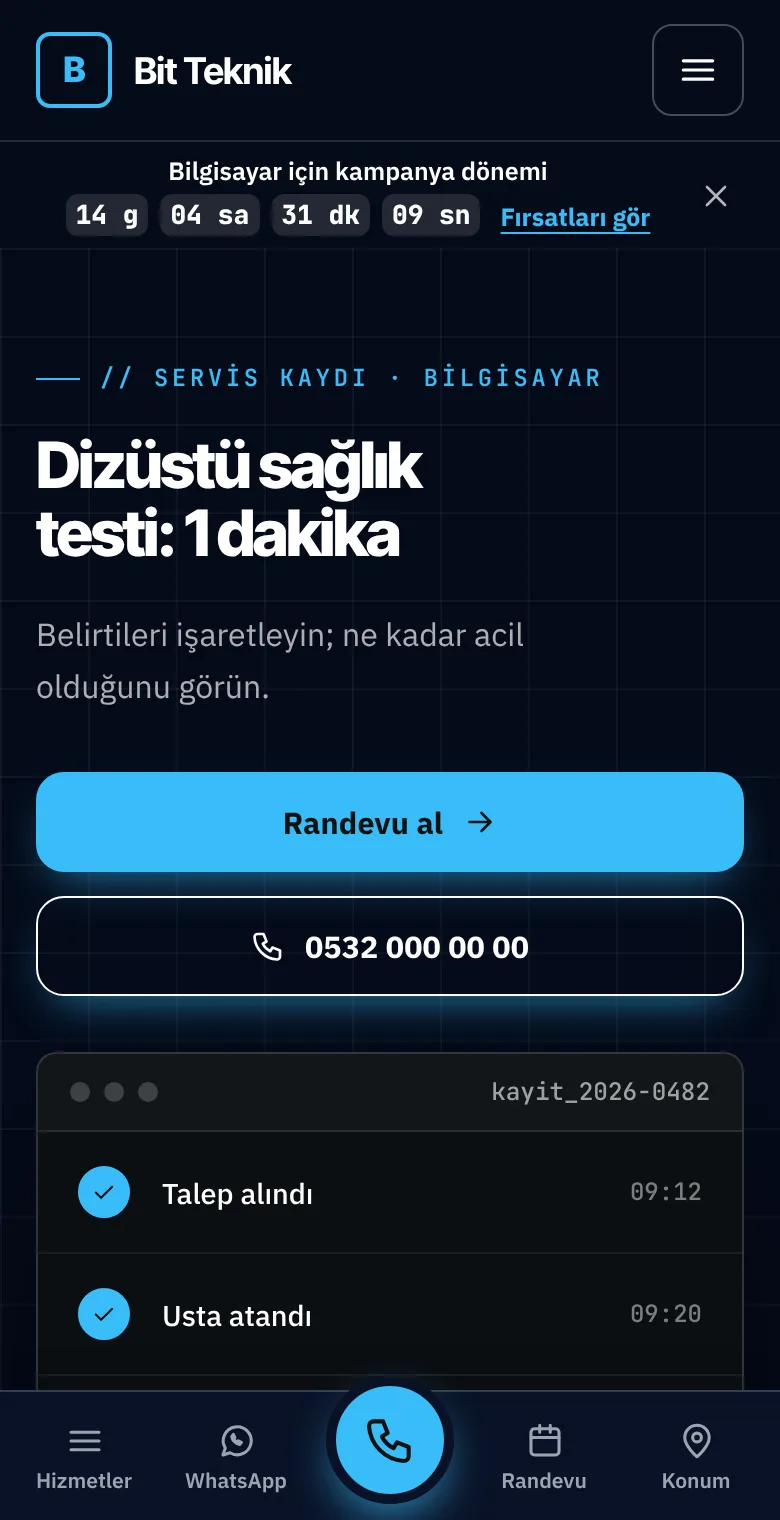 B
Bit Teknik
Bilgisayar için kampanya dönemi
14 g 04 sa 31 dk 09 sn Fırsatları gör
// SERVİS KAYDI · BİLGİSAYAR
Dizüstü sağlık
testi: 1 dakika
Belirtileri işaretleyin; ne kadar acil
olduğunu görün.
Randevu al →
0532 000 00 00
kayit_2026-0482
Talep alındı 09:12
Usta atandı 09:20
Hizmetler WhatsApp Randevu Konum